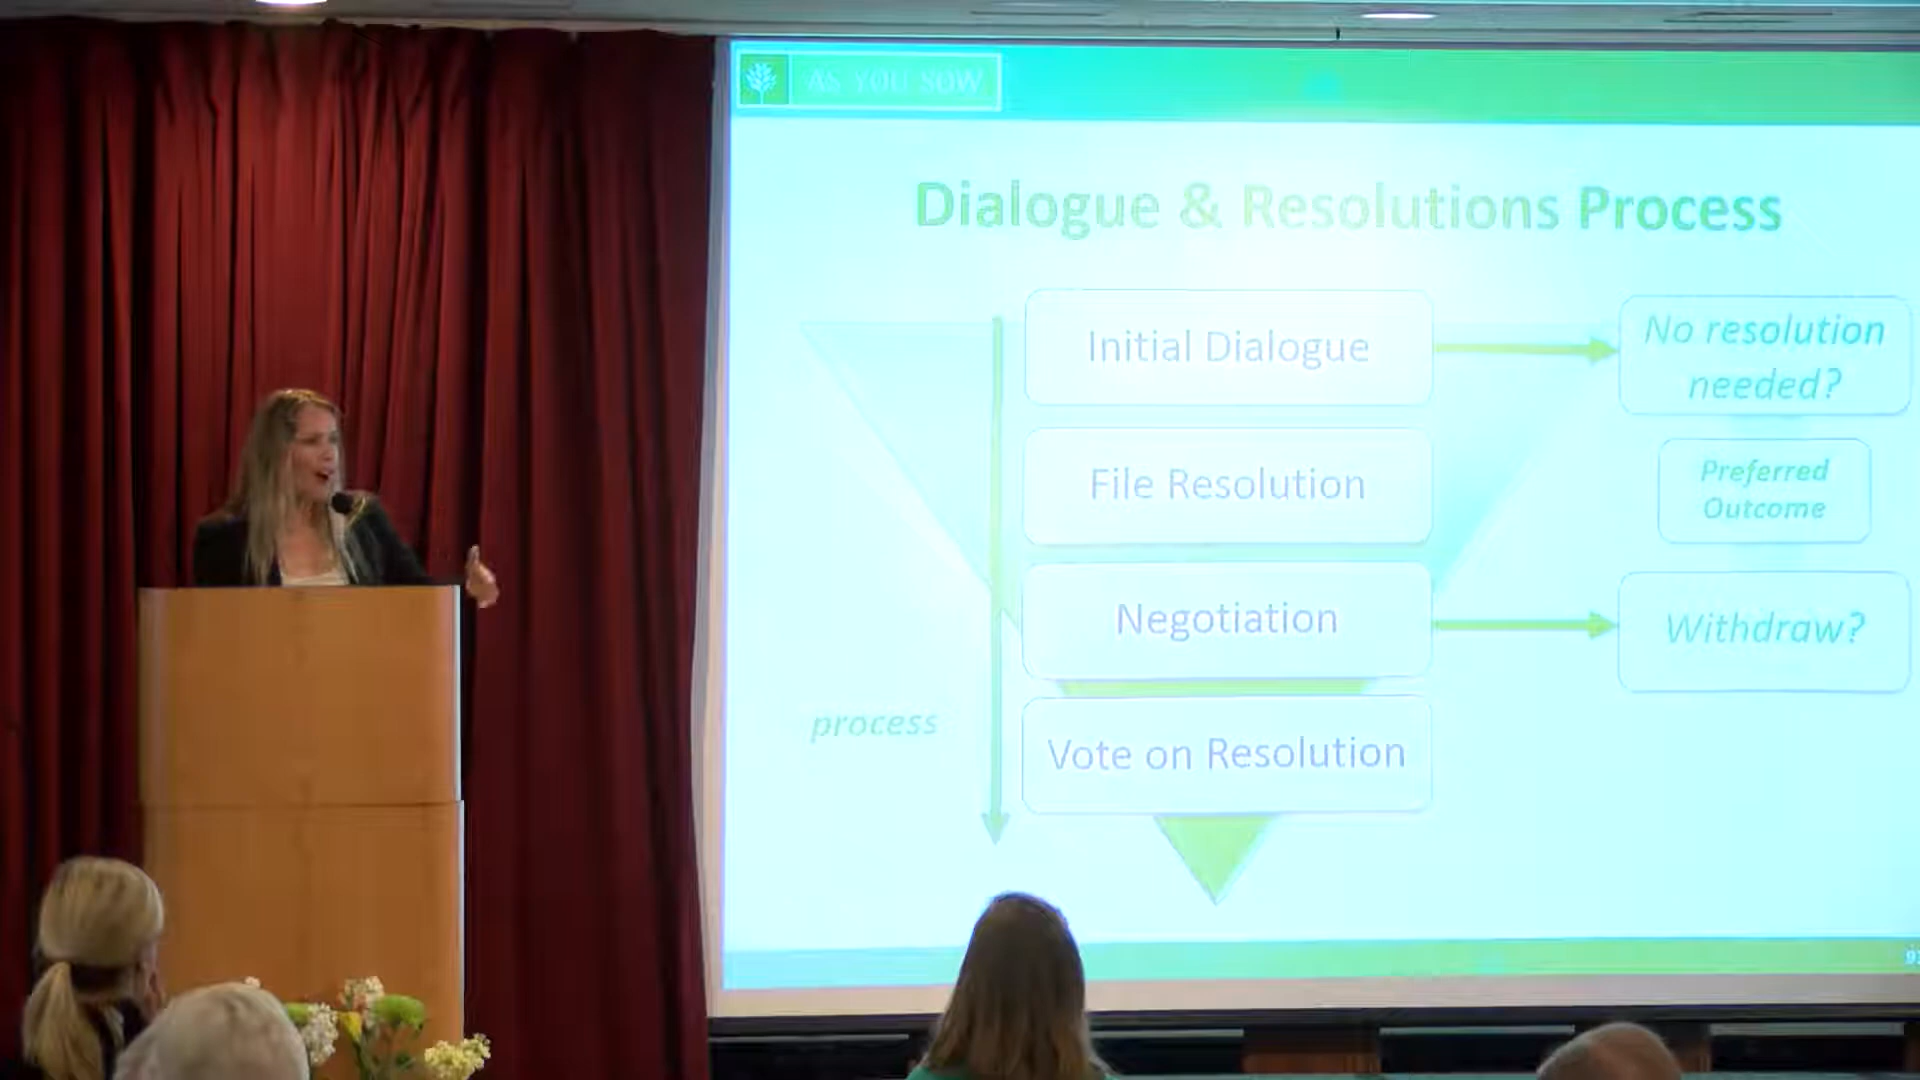 AS YOU SOW
Dialogue & Resolutions Process
Initial Dialogue
No resolution
needed?
File Resolution
Preferred
Outcome
Negotiation
Withdraw?
process
Vote on Resolution